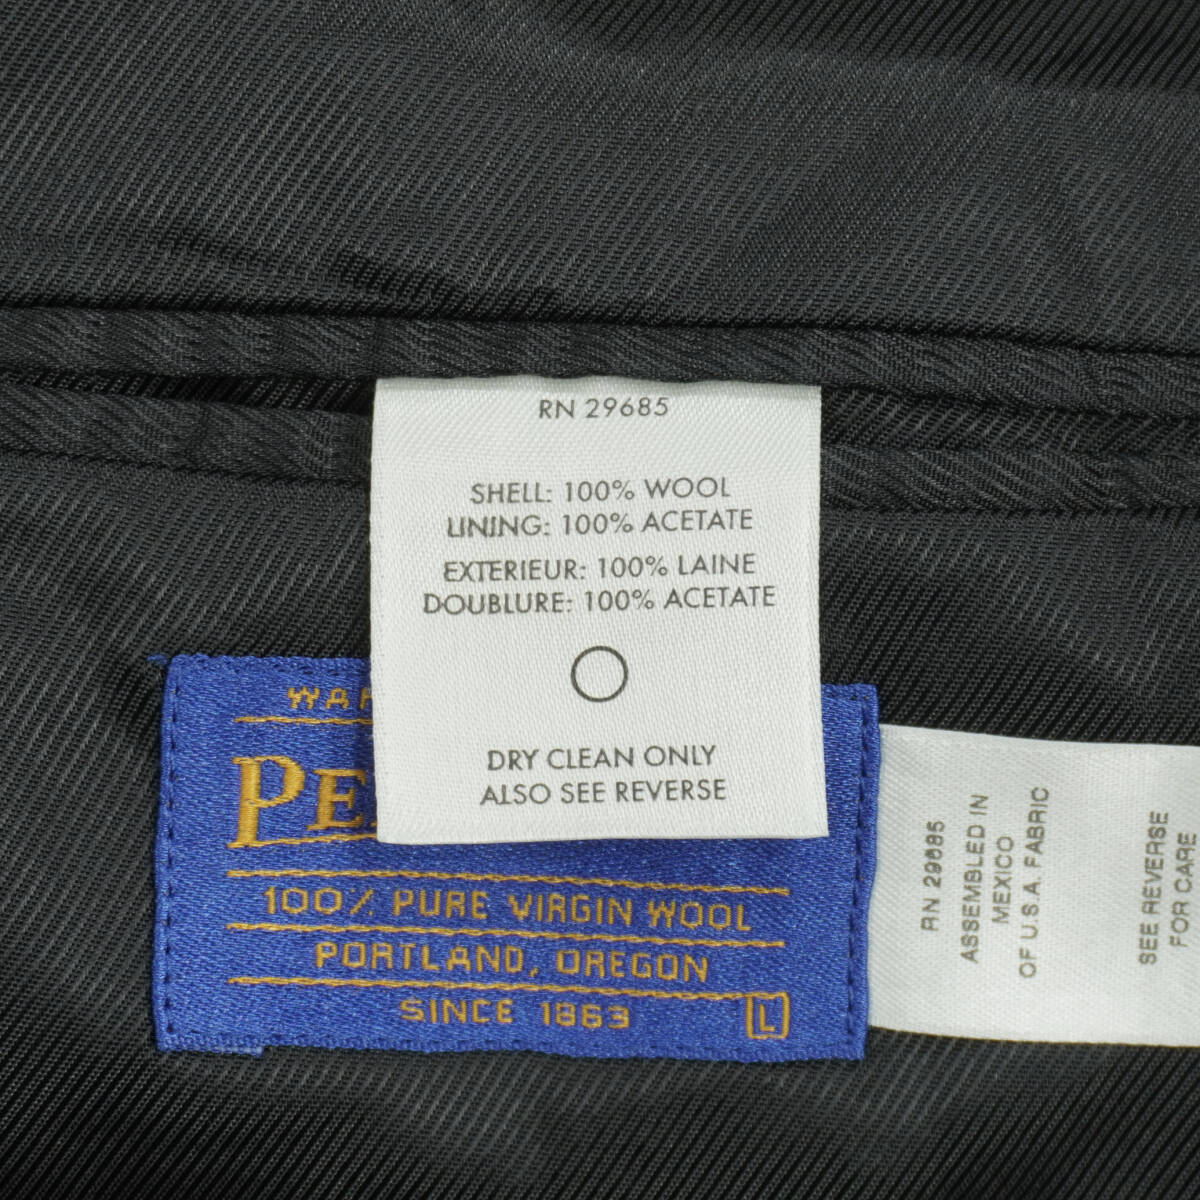 RN 29685
SHELL: 100% WOOL
LINING: 100% ACETATE
EXTERIEUR: 100% LAINE
DOUBLURE: 100% ACETATE
DRY CLEAN ONLY
ALSO SEE REVERSE
100% PURE VIRGIN WOOL
PORTLAND, OREGON
SINCE 1863
L
RN 29685
ASSEMBLED IN
MEXICO
OF U.S.A. FABRIC
SEE REVERSE
FOR CARE